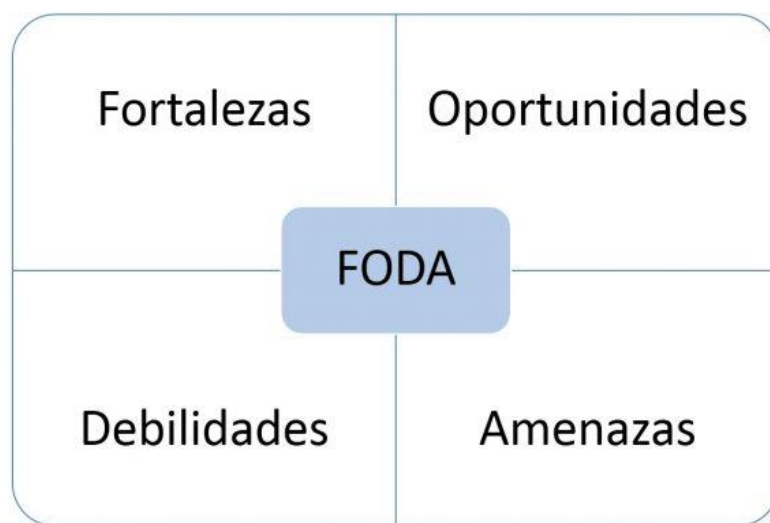 Fortalezas
Oportunidades
FODA
Debilidades
Amenazas